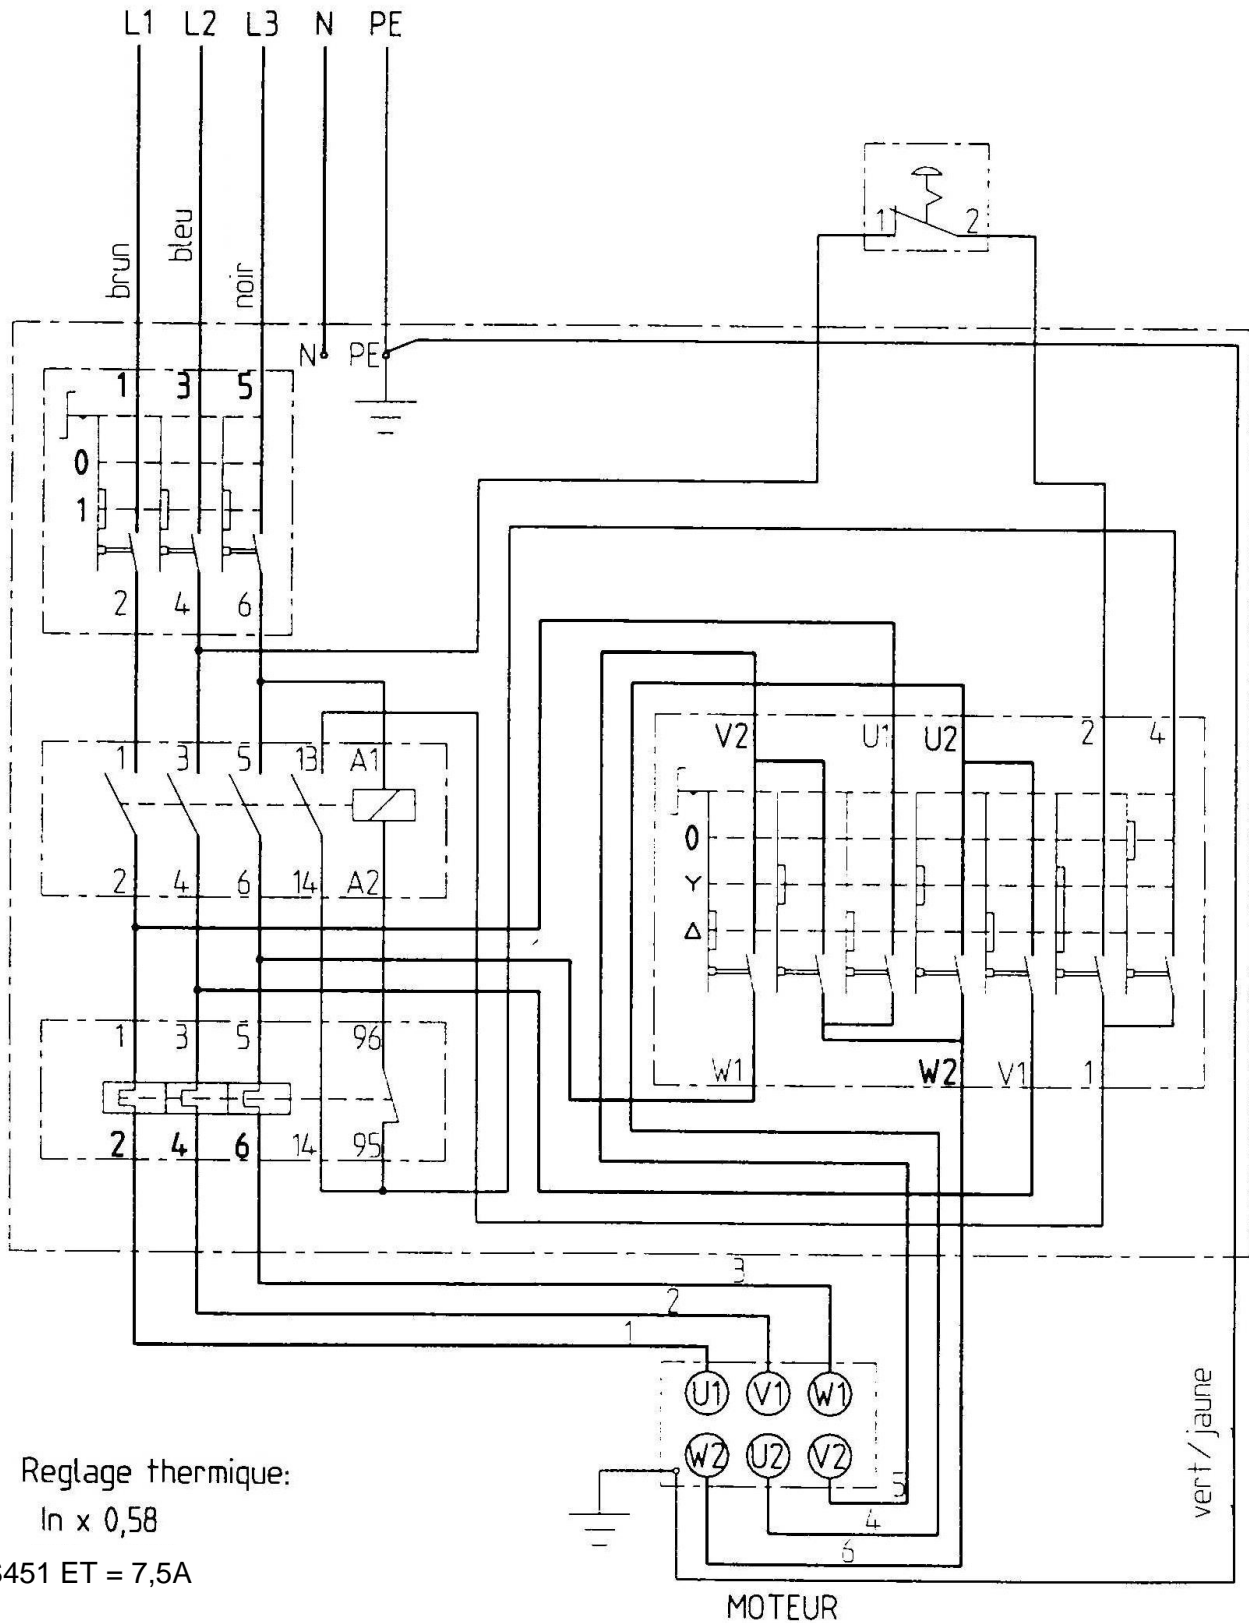 L1 L2 L3 N PE
brun
bleu
noir
1 2
N PE
1 3 5
0
1
2 4 6
V2 U1 U2 2 4
1 3 5 13 A1
0
Y
Δ
2 4 6 14 A2
1 3 5 96
W1 W2 V1 1
2 4 6 14 95
3
2
1
U1 V1 W1
W2 U2 V2
5
4
6
vert/jaune
Reglage thermique:
In x 0,58
451 ET = 7,5A
MOTEUR